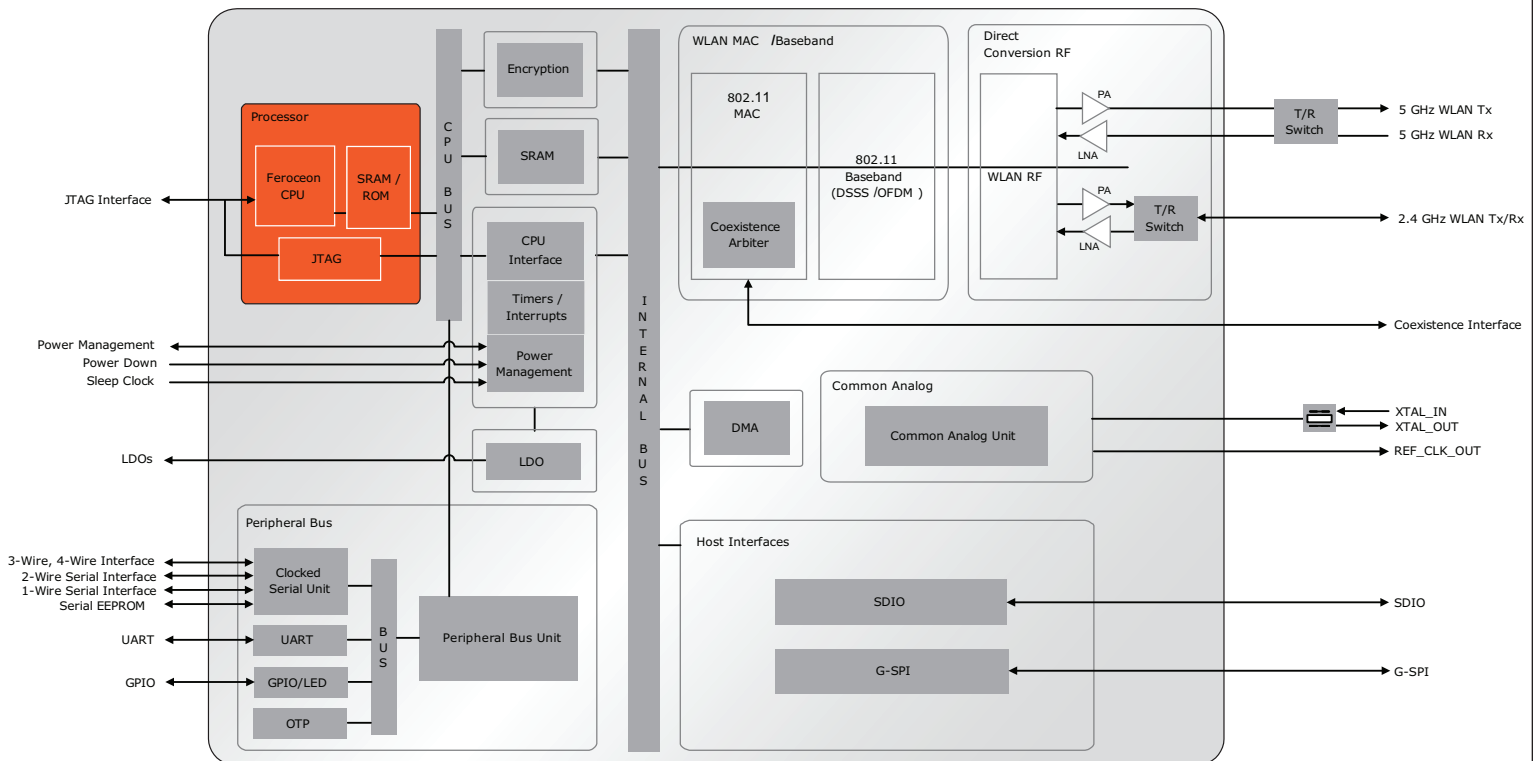 WLAN MAC /Baseband
Direct
Conversion RF
Encryption
802.11
MAC
PA
5 GHz WLAN Tx
T/R
Switch
5 GHz WLAN Rx
LNA
Processor
CPU BUS
SRAM
802.11
Baseband
(DSSS /OFDM )
WLAN RF
Feroceon
CPU
SRAM /
ROM
JTAG Interface
PA
T/R
Switch
2.4 GHz WLAN Tx/Rx
LNA
JTAG
CPU
Interface
Coexistence
Arbiter
Timers /
Interrupts
INTERNAL BUS
Coexistence Interface
Power Management
Power Down
Sleep Clock
Power
Management
Common Analog
Common Analog Unit
XTAL_IN
XTAL_OUT
REF_CLK_OUT
DMA
LDOs
LDO
Peripheral Bus
Host Interfaces
3-Wire, 4-Wire Interface
2-Wire Serial Interface
1-Wire Serial Interface
Serial EEPROM
Clocked
Serial Unit
SDIO
SDIO
UART
UART
BUS
Peripheral Bus Unit
GPIO
GPIO/LED
G-SPI
G-SPI
OTP